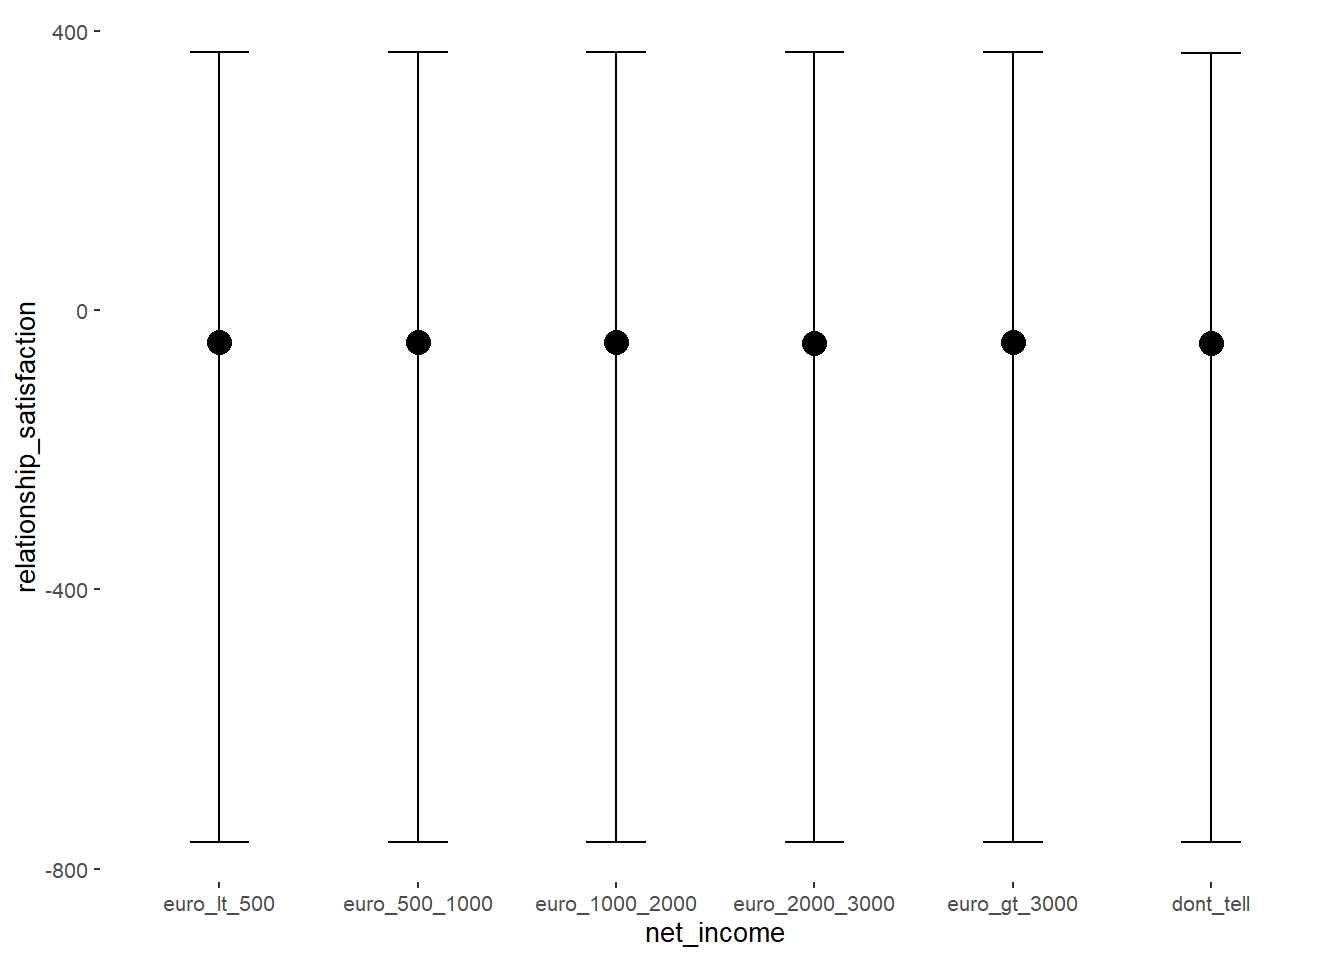 400
0
-400
-800
relationship_satisfaction
euro_lt_500 euro_500_1000 euro_1000_2000 euro_2000_3000 euro_gt_3000 dont_tell
net_income